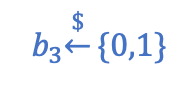 b₃ ←$ {0,1}